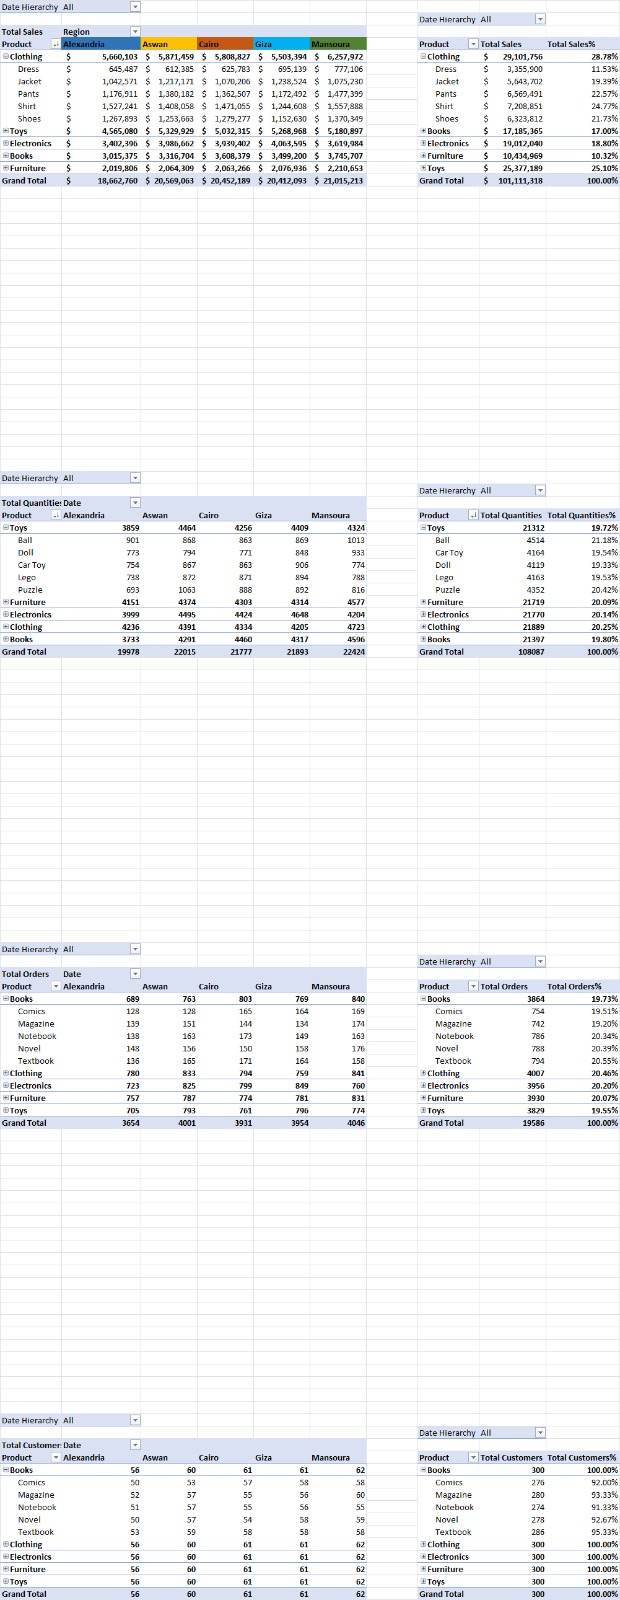 Date Hierarchy All
Date Hierarchy All
Total Sales Region
Product Alexandria Aswan Cairo Giza Mansoura Product Total Sales Total Sales%
Clothing $ 5,660,103 $ 5,871,459 $ 5,808,827 $ 5,503,394 $ 6,257,972 Clothing $ 29,101,756 28.78%
Dress $ 645,487 $ 612,385 $ 625,783 $ 695,139 $ 777,106 Dress $ 3,355,900 11.53%
Jacket $ 1,042,571 $ 1,217,171 $ 1,070,206 $ 1,238,524 $ 1,075,230 Jacket $ 5,643,702 19.39%
Pants $ 1,176,911 $ 1,380,182 $ 1,362,507 $ 1,172,492 $ 1,477,399 Pants $ 6,569,491 22.57%
Shirt $ 1,527,241 $ 1,408,058 $ 1,471,055 $ 1,244,608 $ 1,557,888 Shirt $ 7,208,851 24.77%
Shoes $ 1,267,893 $ 1,253,663 $ 1,279,277 $ 1,152,630 $ 1,370,349 Shoes $ 6,323,812 21.73%
Toys $ 4,565,080 $ 5,329,929 $ 5,032,315 $ 5,268,968 $ 5,180,897 Books $ 17,185,365 17.00%
Electronics $ 3,402,396 $ 3,986,662 $ 3,939,402 $ 4,063,595 $ 3,619,984 Electronics $ 19,012,040 18.80%
Books $ 3,015,375 $ 3,316,704 $ 3,608,379 $ 3,499,200 $ 3,745,707 Furniture $ 10,434,969 10.32%
Furniture $ 2,019,806 $ 2,064,309 $ 2,063,266 $ 2,076,936 $ 2,210,653 Toys $ 25,377,189 25.10%
Grand Total $ 18,662,760 $ 20,569,063 $ 20,452,189 $ 20,412,093 $ 21,015,213 Grand Total $ 101,111,318 100.00%
Date Hierarchy All
Date Hierarchy All
Total Quantities Date
Product Alexandria Aswan Cairo Giza Mansoura Product Total Quantities Total Quantities%
Toys 3859 4464 4256 4409 4324 Toys 21312 19.72%
Ball 901 868 863 869 1013 Ball 4514 21.18%
Doll 773 794 771 848 933 Car Toy 4164 19.54%
Car Toy 754 867 863 906 774 Doll 4119 19.33%
Lego 738 872 871 894 788 Lego 4163 19.53%
Puzzle 693 1063 888 892 816 Puzzle 4352 20.42%
Furniture 4151 4374 4303 4314 4577 Furniture 21719 20.09%
Electronics 3999 4495 4424 4648 4204 Electronics 21770 20.14%
Clothing 4236 4391 4334 4205 4723 Clothing 21889 20.25%
Books 3733 4291 4460 4317 4596 Books 21397 19.80%
Grand Total 19978 22015 21777 21893 22424 Grand Total 108087 100.00%
Date Hierarchy All
Date Hierarchy All
Total Orders Date
Product Alexandria Aswan Cairo Giza Mansoura Product Total Orders Total Orders%
Books 689 763 803 769 840 Books 3864 19.73%
Comics 128 128 165 164 169 Comics 754 19.51%
Magazine 139 151 144 134 174 Magazine 742 19.20%
Notebook 138 163 173 149 163 Notebook 786 20.34%
Novel 148 156 150 158 176 Novel 788 20.39%
Textbook 136 165 171 164 158 Textbook 794 20.55%
Clothing 780 833 794 759 841 Clothing 4007 20.46%
Electronics 723 825 799 849 760 Electronics 3956 20.20%
Furniture 757 787 774 781 831 Furniture 3930 20.07%
Toys 705 793 761 796 774 Toys 3829 19.55%
Grand Total 3654 4001 3931 3954 4046 Grand Total 19586 100.00%
Date Hierarchy All
Date Hierarchy All
Total Customer Date
Product Alexandria Aswan Cairo Giza Mansoura Product Total Customers Total Customers%
Books 56 60 61 61 62 Books 300 100.00%
Comics 50 53 57 58 58 Comics 276 92.00%
Magazine 52 57 55 56 60 Magazine 280 93.33%
Notebook 51 57 55 56 55 Notebook 274 91.33%
Novel 50 57 54 58 59 Novel 278 92.67%
Textbook 53 59 58 58 58 Textbook 286 95.33%
Clothing 56 60 61 61 62 Clothing 300 100.00%
Electronics 56 60 61 61 62 Electronics 300 100.00%
Furniture 56 60 61 61 62 Furniture 300 100.00%
Toys 56 60 61 61 62 Toys 300 100.00%
Grand Total 56 60 61 61 62 Grand Total 300 100.00%